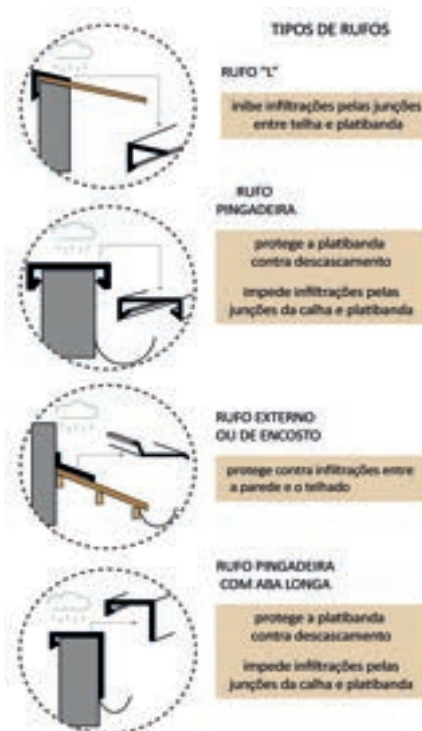 TIPOS DE RUFOS
RUFO "L"
inibe infiltrações pelas junções
entre telha e platibanda
RUFO
PINGADEIRA
protege a platibanda
contra descascamento
impede infiltrações pelas
junções da calha e platibanda
RUFO EXTERNO
OU DE ENCOSTO
protege contra infiltrações entre
a parede e o telhado
RUFO PINGADEIRA
COM ABA LONGA
protege a platibanda
contra descascamento
impede infiltrações pelas
junções da calha e platibanda